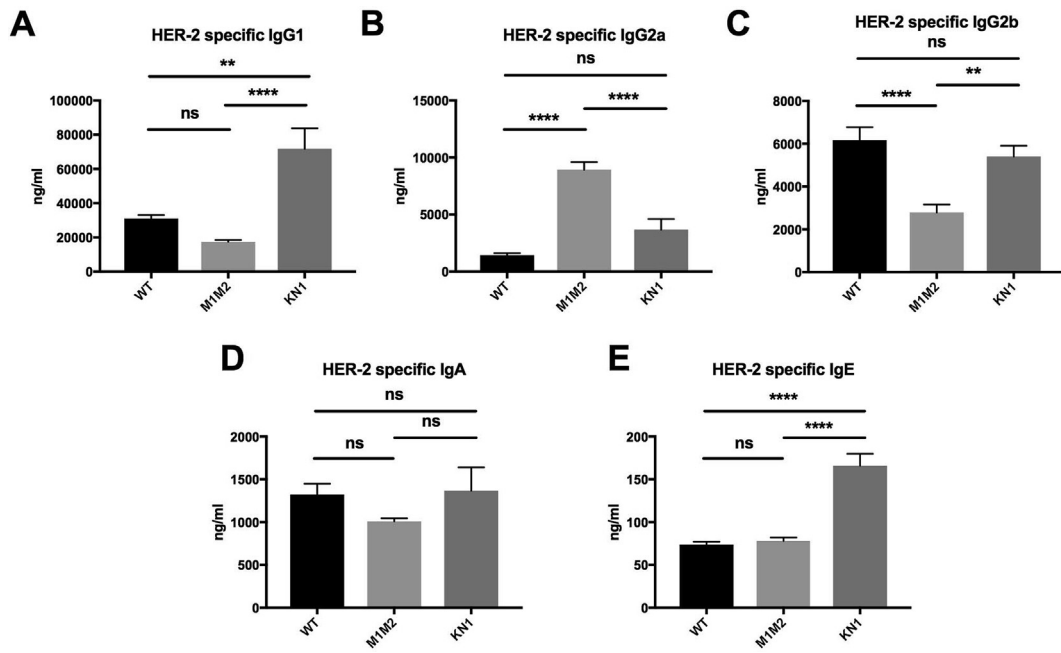 A
HER-2 specific IgG1
**
ns
****
100000
80000
60000
40000
20000
0
ng/ml
WT
M1M2
KN1
B
HER-2 specific IgG2a
ns
****
****
15000
10000
5000
0
ng/ml
WT
M1M2
KN1
C
HER-2 specific IgG2b
ns
****
**
8000
6000
4000
2000
0
ng/ml
WT
M1M2
KN1
D
HER-2 specific IgA
ns
ns
ns
2000
1500
1000
500
0
ng/ml
WT
M1M2
KN1
E
HER-2 specific IgE
****
ns
****
200
150
100
50
0
ng/ml
WT
M1M2
KN1